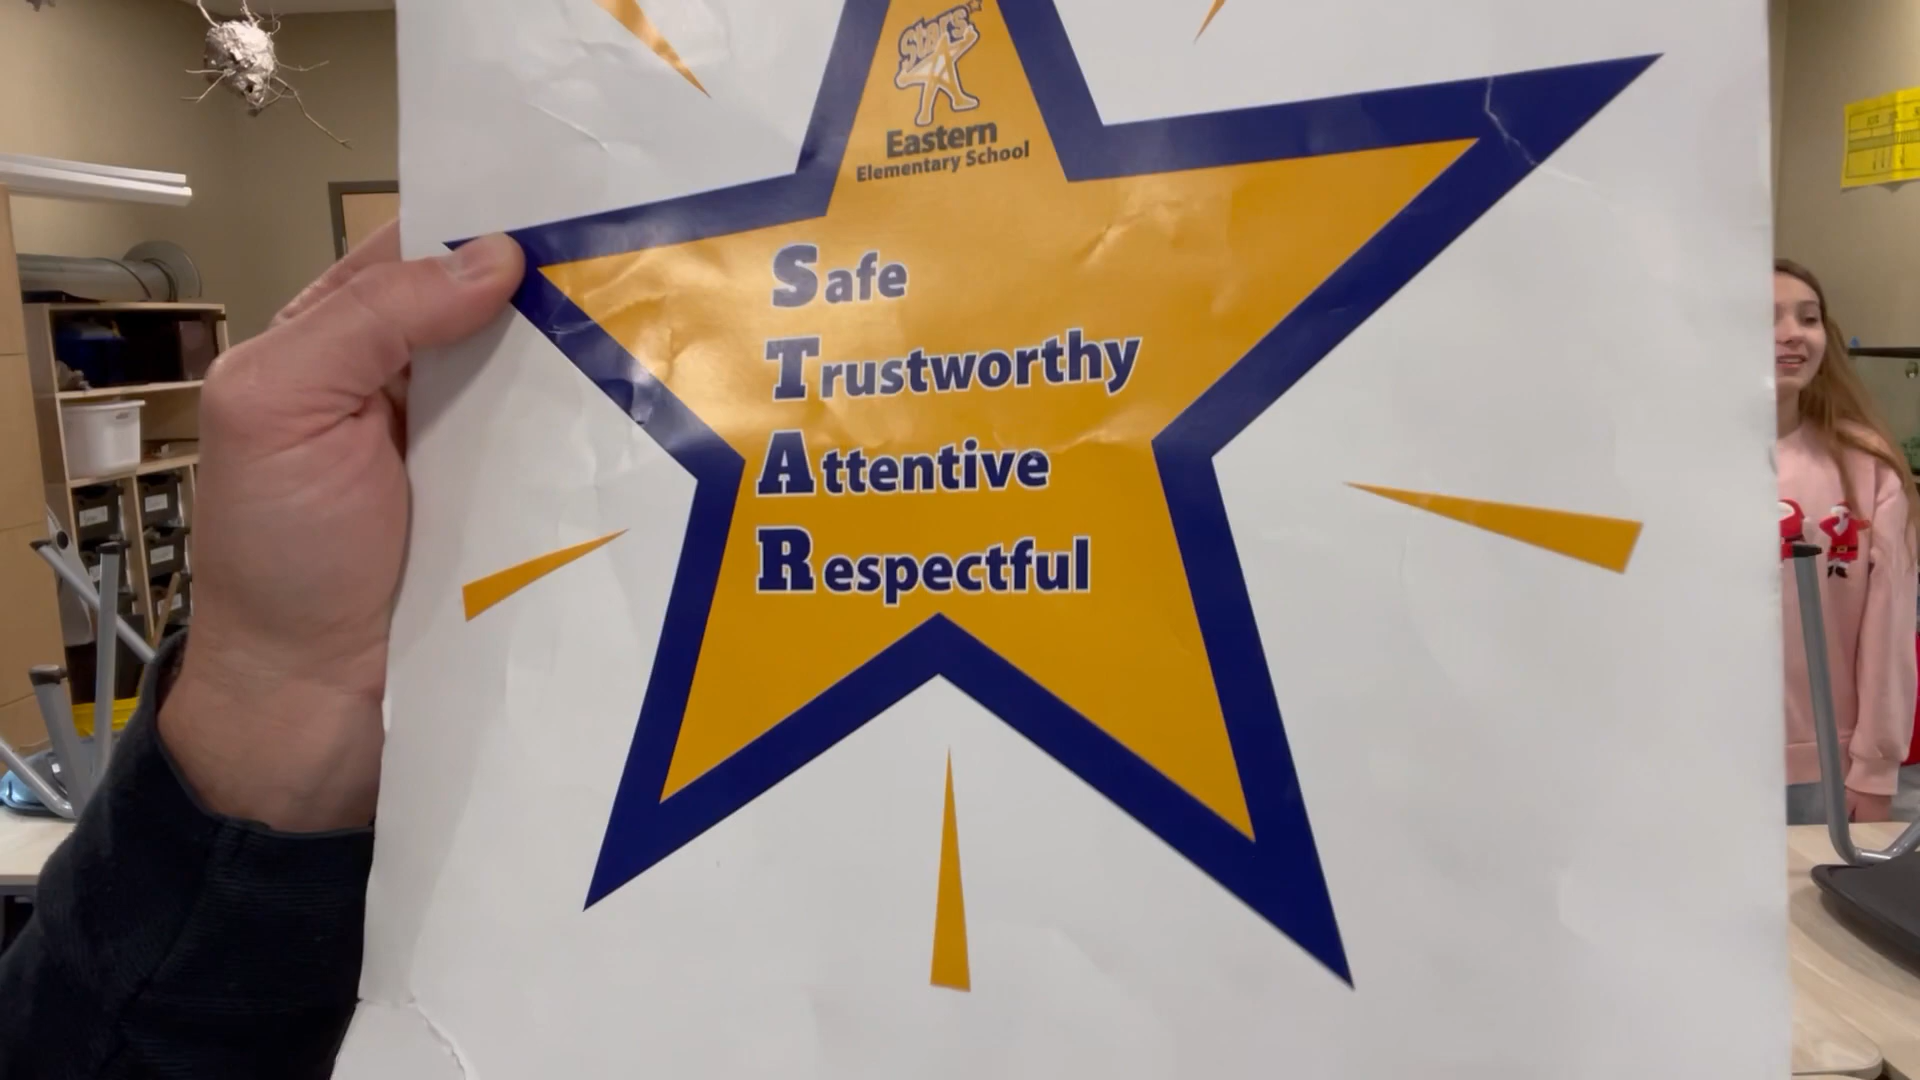 Stars
Eastern
Elementary School
Safe
Trustworthy
Attentive
Respectful